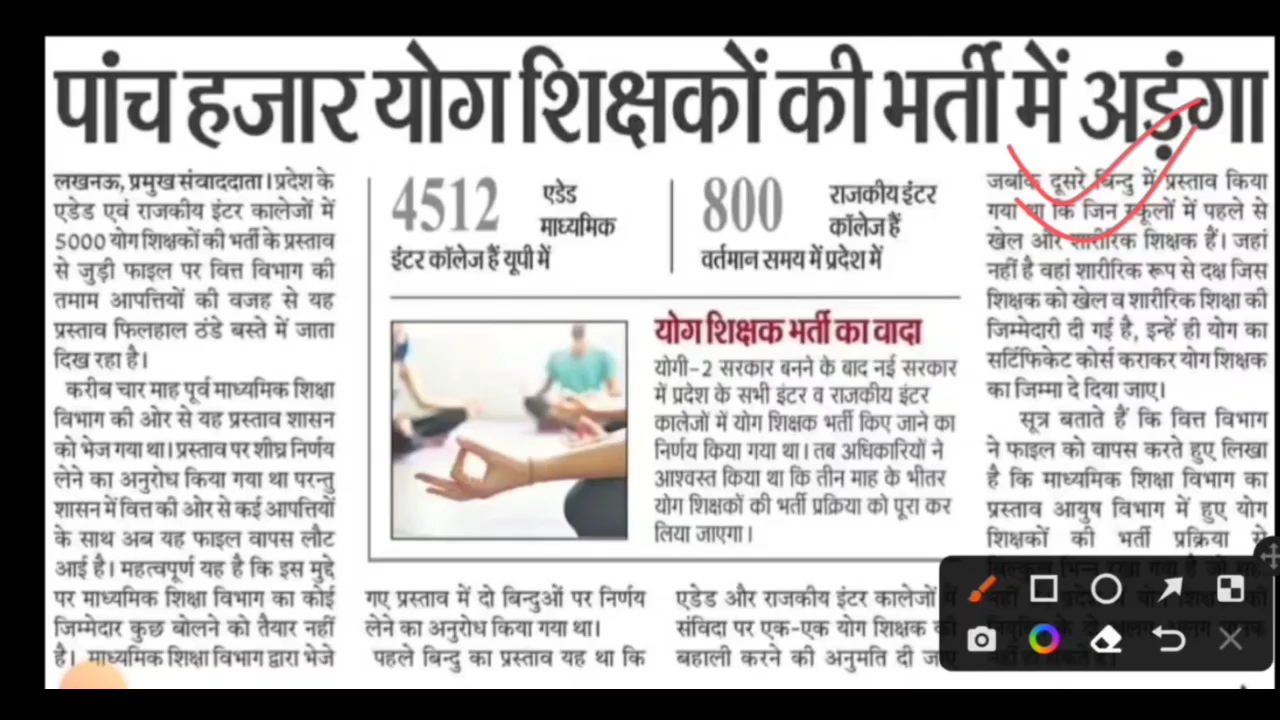 पांच हजार योग शिक्षकों की भर्ती में अड़ंगा
लखनऊ, प्रमुख संवाददाता। प्रदेश के
एडेड एवं राजकीय इंटर कालेजों में
5000 योग शिक्षकों की भर्ती के प्रस्ताव
से जुड़ी फाइल पर वित्त विभाग की
तमाम आपत्तियों की वजह से यह
प्रस्ताव फिलहाल ठंडे बस्ते में जाता
दिख रहा है।
करीब चार माह पूर्व माध्यमिक शिक्षा
विभाग की ओर से यह प्रस्ताव शासन
को भेज गया था। प्रस्ताव पर शीघ्र निर्णय
लेने का अनुरोध किया गया था परन्तु
शासन में वित्त की ओर से कई आपत्तियों
के साथ अब यह फाइल वापस लौट
आई है। महत्वपूर्ण यह है कि इस मुद्दे
पर माध्यमिक शिक्षा विभाग का कोई
जिम्मेदार कुछ बोलने को तैयार नहीं
है। माध्यमिक शिक्षा विभाग द्वारा भेजे
4512 एडेड
माध्यमिक
इंटर कॉलेज हैं यूपी में
800 राजकीय इंटर
कॉलेज हैं
वर्तमान समय में प्रदेश में
योग शिक्षक भर्ती का वादा
योगी-2 सरकार बनने के बाद नई सरकार
में प्रदेश के सभी इंटर व राजकीय इंटर
कालेजों में योग शिक्षक भर्ती किए जाने का
निर्णय किया गया था। तब अधिकारियों ने
आश्वस्त किया था कि तीन माह के भीतर
योग शिक्षकों की भर्ती प्रक्रिया को पूरा कर
लिया जाएगा।
गए प्रस्ताव में दो बिन्दुओं पर निर्णय
लेने का अनुरोध किया गया था।
पहले बिन्दु का प्रस्ताव यह था कि
एडेड और राजकीय इंटर कालेजों में
संविदा पर एक-एक योग शिक्षक की
बहाली करने की अनुमति दी जाए
जबकि दूसरे बिन्दु में प्रस्ताव किया
गया था कि जिन स्कूलों में पहले से
खेल और शारीरिक शिक्षक हैं। जहां
नहीं है वहां शारीरिक रूप से दक्ष जिस
शिक्षक को खेल व शारीरिक शिक्षा की
जिम्मेदारी दी गई है, इन्हें ही योग का
सर्टिफिकेट कोर्स कराकर योग शिक्षक
का जिम्मा दे दिया जाए।
सूत्र बताते हैं कि वित्त विभाग
ने फाइल को वापस करते हुए लिखा
है कि माध्यमिक शिक्षा विभाग का
प्रस्ताव आयुष विभाग में हुए योग
शिक्षकों की भर्ती प्रक्रिया से